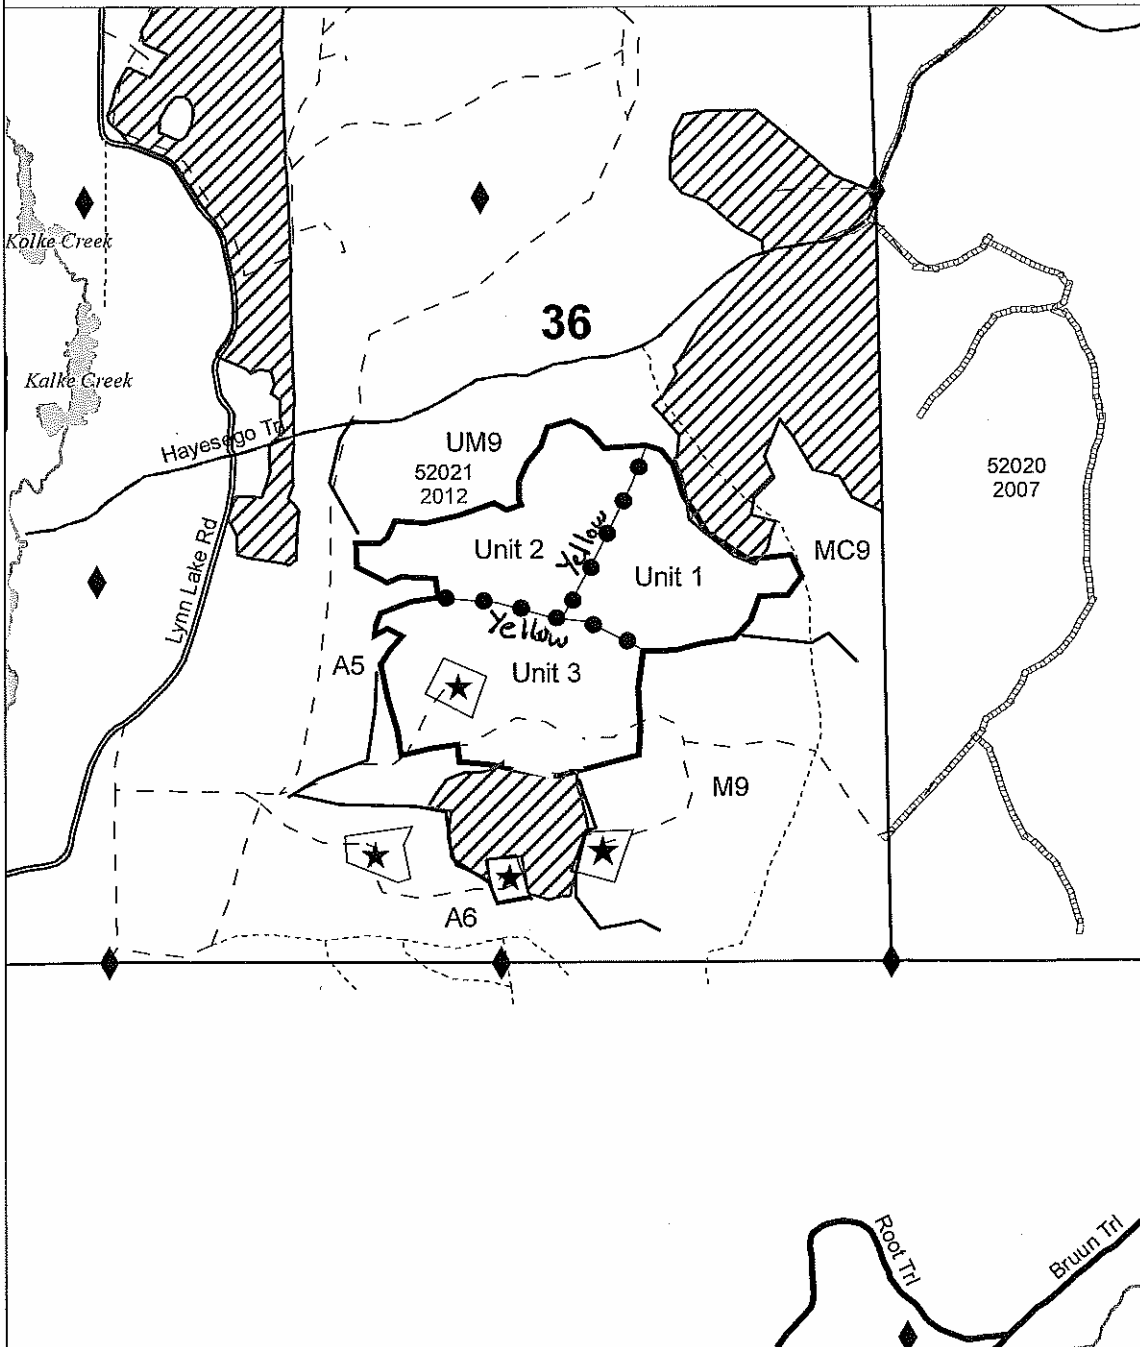 Kolke Creek
36
Kalke Creek
Hayesego Trl
UM9
52021
2012
52020
2007
Unit 2
Yellow
Unit 1
MC9
Lynn Lake Rd
Yellow
A5
Unit 3
M9
A6
Root Trl
Bruun Trl